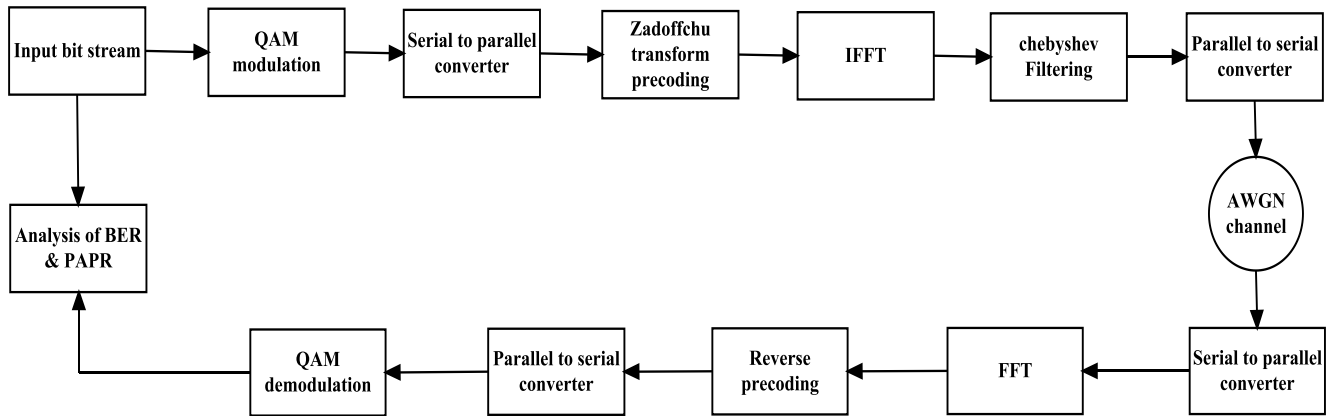 Input bit stream
QAM
modulation
Serial to parallel
converter
Zadoffchu
transform
precoding
IFFT
chebyshev
Filtering
Parallel to serial
converter
AWGN
channel
Analysis of BER
& PAPR
QAM
demodulation
Parallel to serial
converter
Reverse
precoding
FFT
Serial to parallel
converter